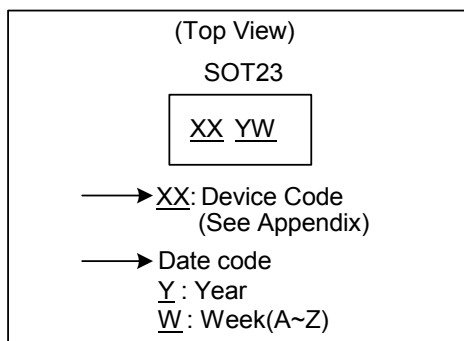 (Top View)
SOT23
XX YW
XX: Device Code
(See Appendix)
Date code
Y : Year
W : Week(A~Z)